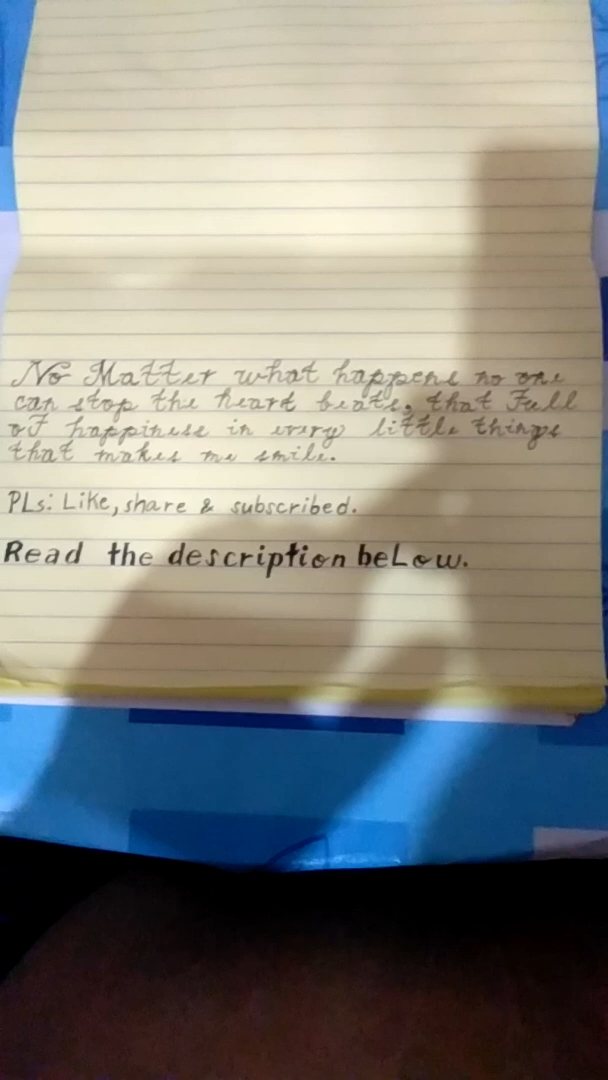 No Matter what happens no one
can stop the heart beats, that Full
of happiness in every little things
that makes me smile.
PLs: Like, share & subscribed.
Read the description beLow.